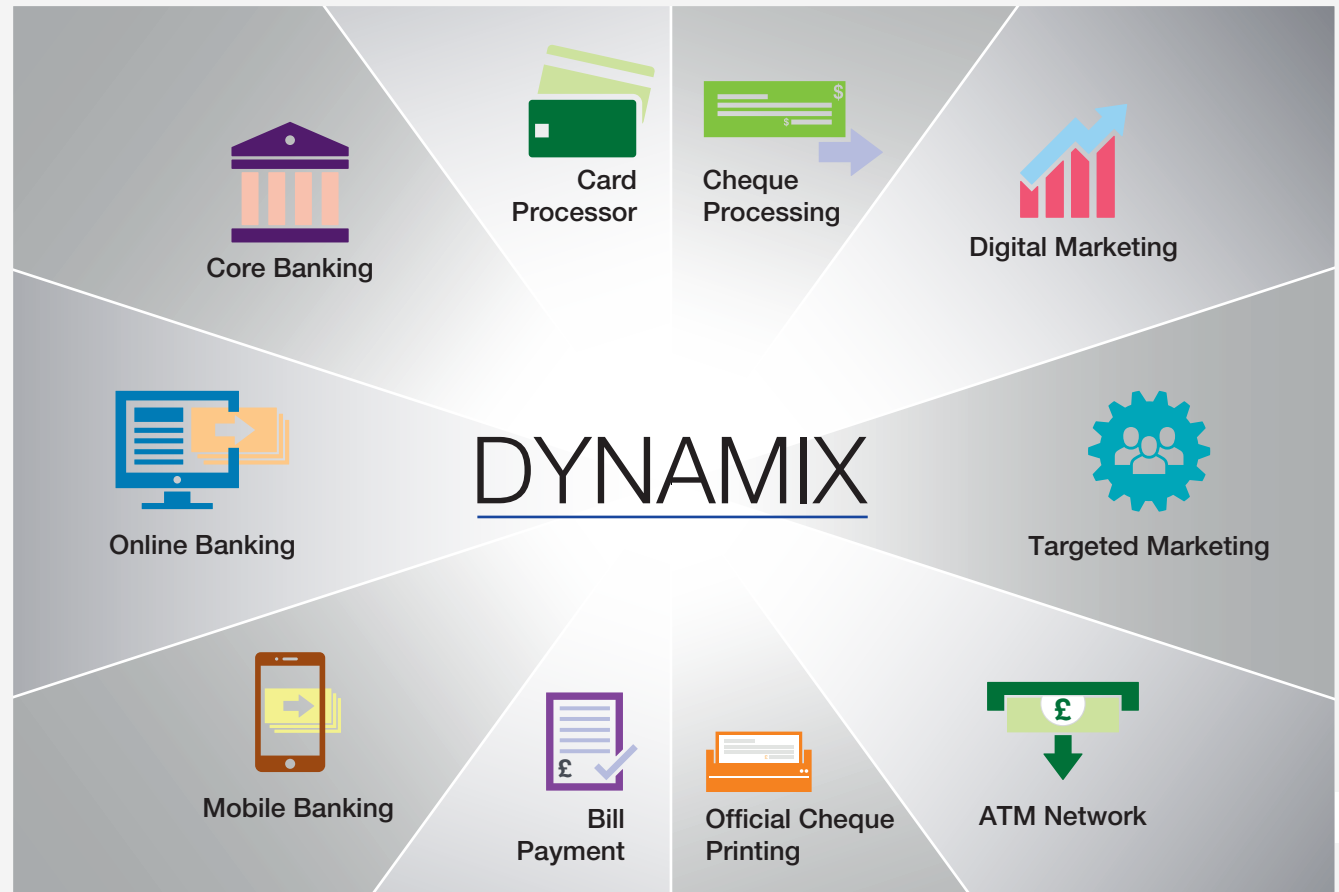 Card
Processor
Cheque
Processing
$
$
Digital Marketing
Core Banking
DYNAMIX
Online Banking
Targeted Marketing
Mobile Banking
£
Bill
Payment
Official Cheque
Printing
£
ATM Network